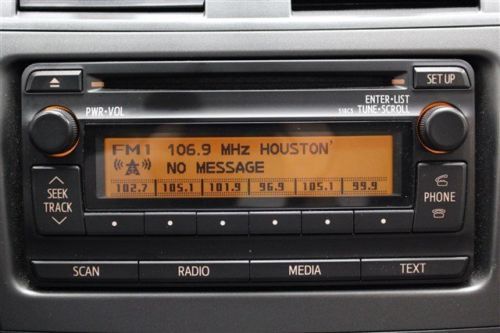 SET UP
PWR•VOL
ENTER•LIST
518C5 TUNE•SCROLL
FM1 106.9 MHz HOUSTON'
NO MESSAGE
102.7 105.1 101.9 96.9 105.1 99.9
SEEK
TRACK
PHONE
SCAN RADIO MEDIA TEXT